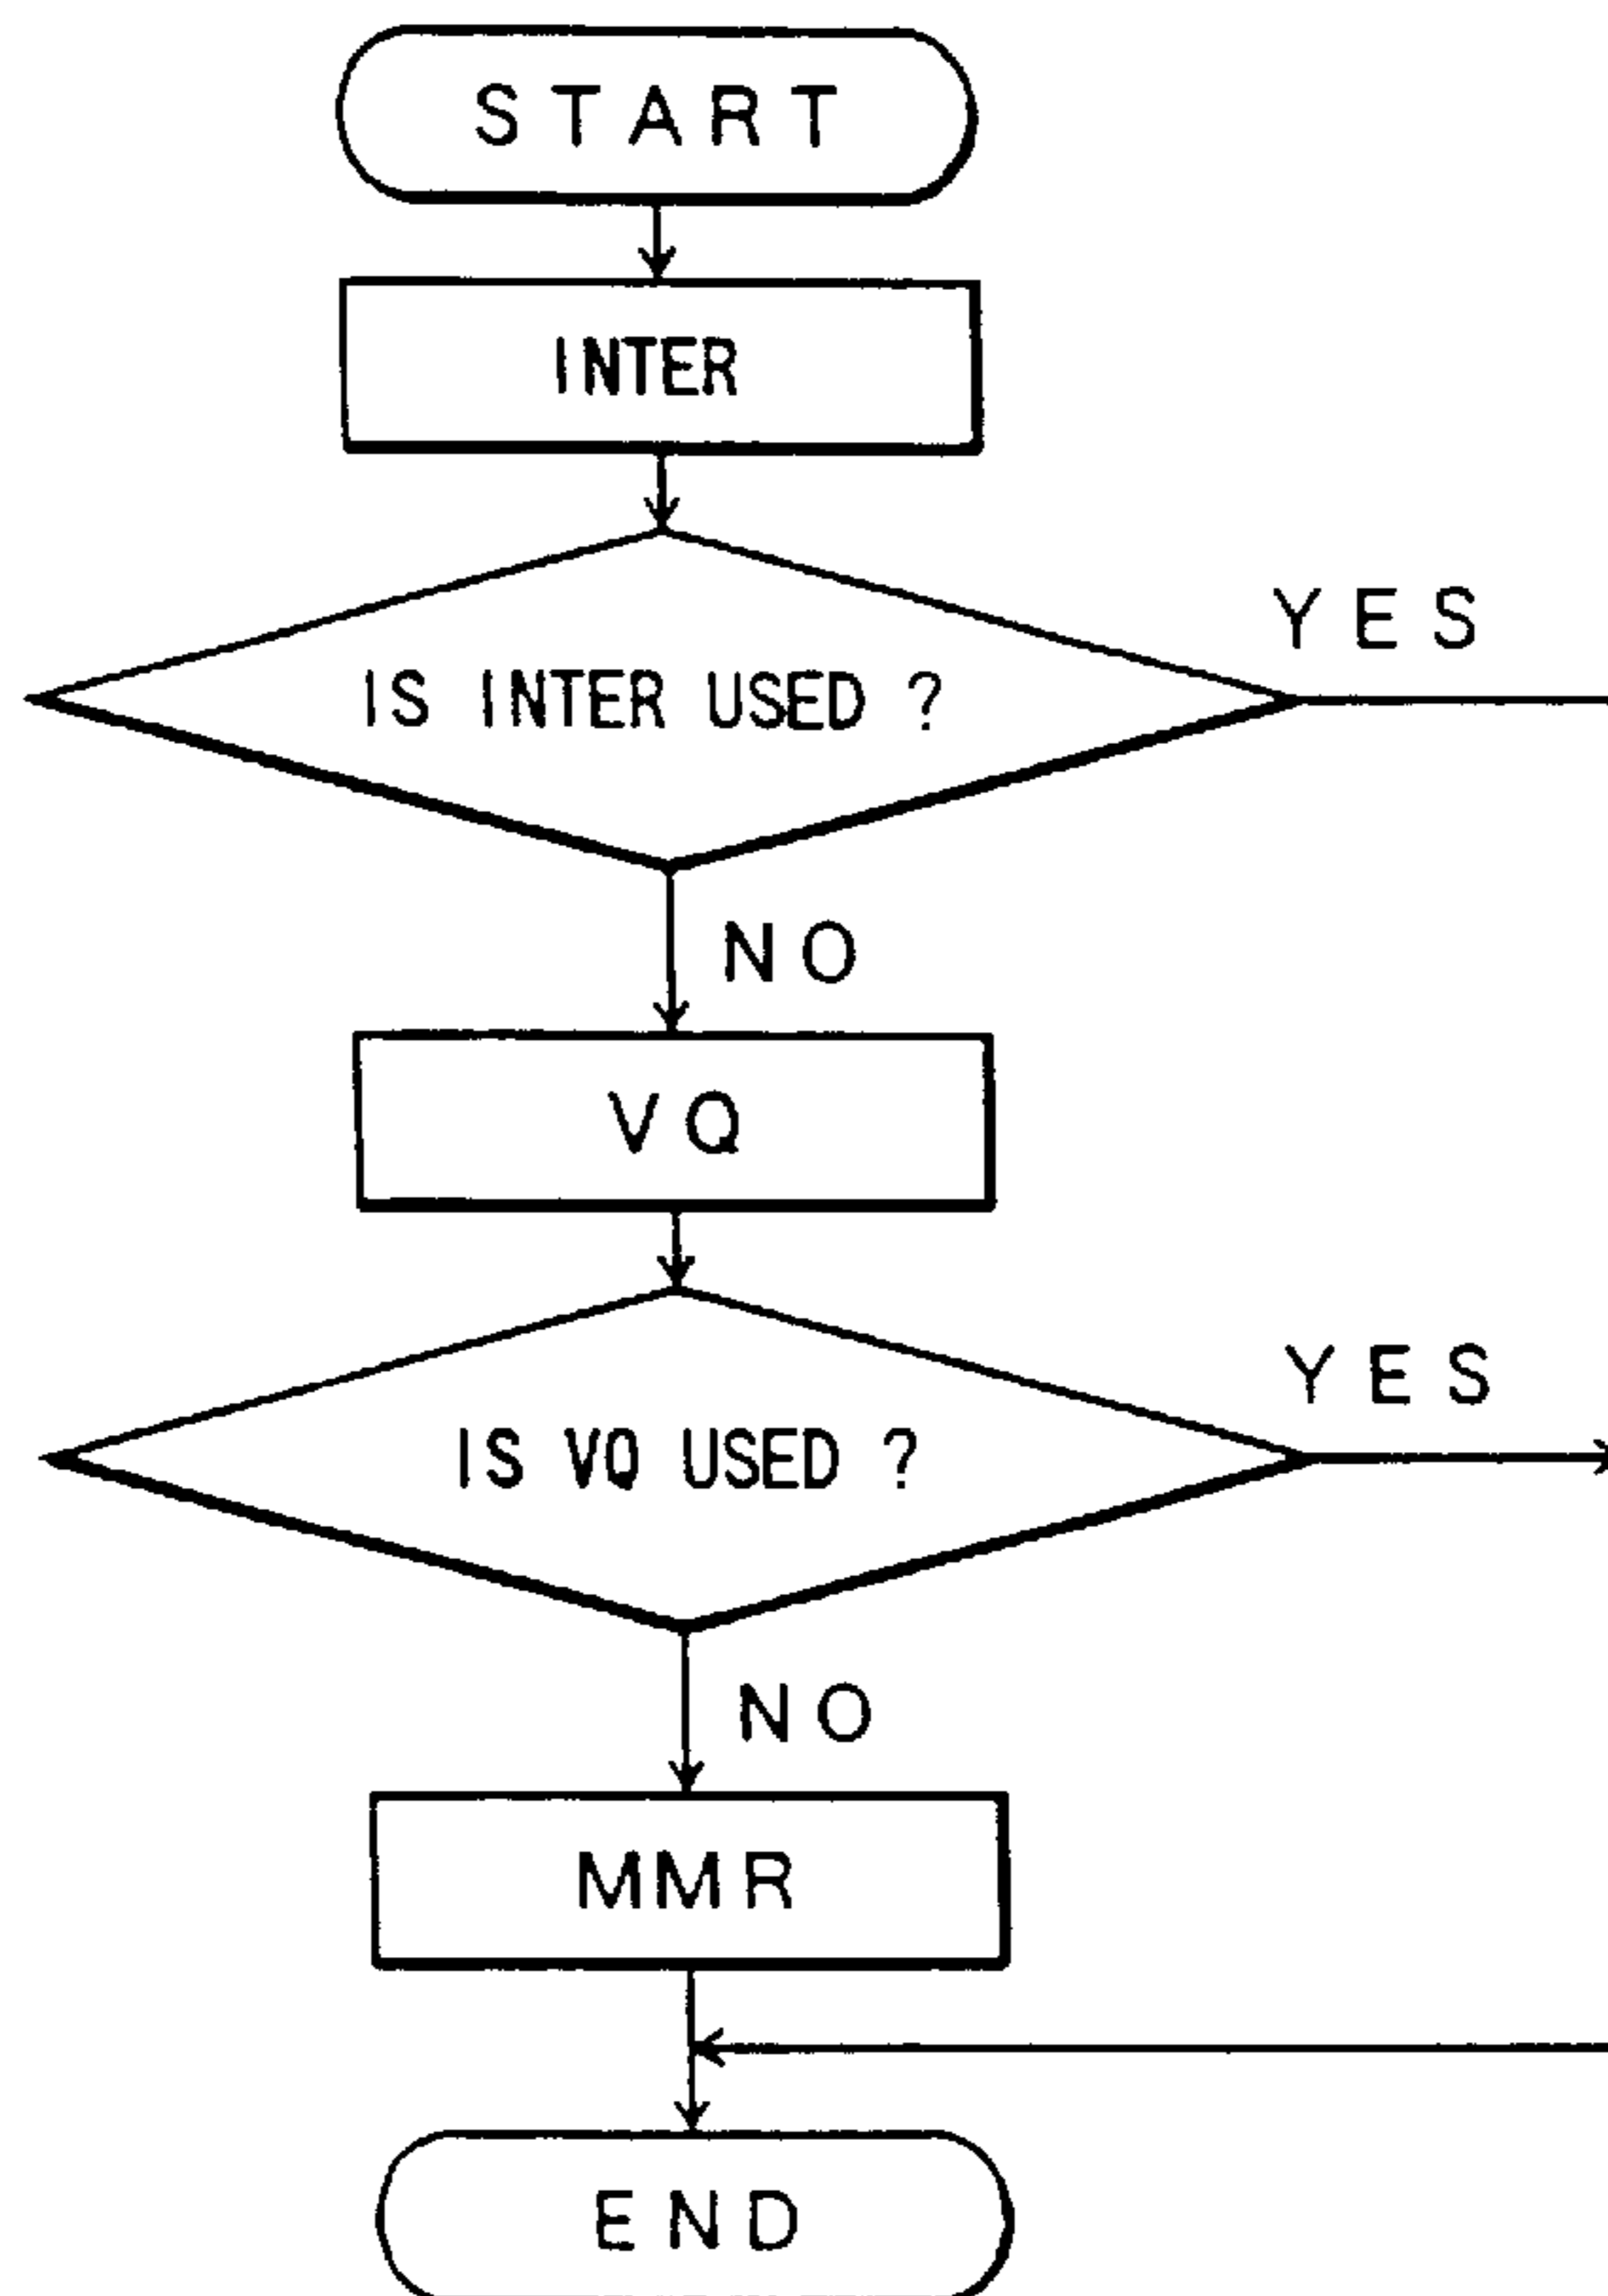 START
INTER
YES
IS INTER USED ?
NO
VQ
YES
IS VQ USED ?
NO
MMR
END